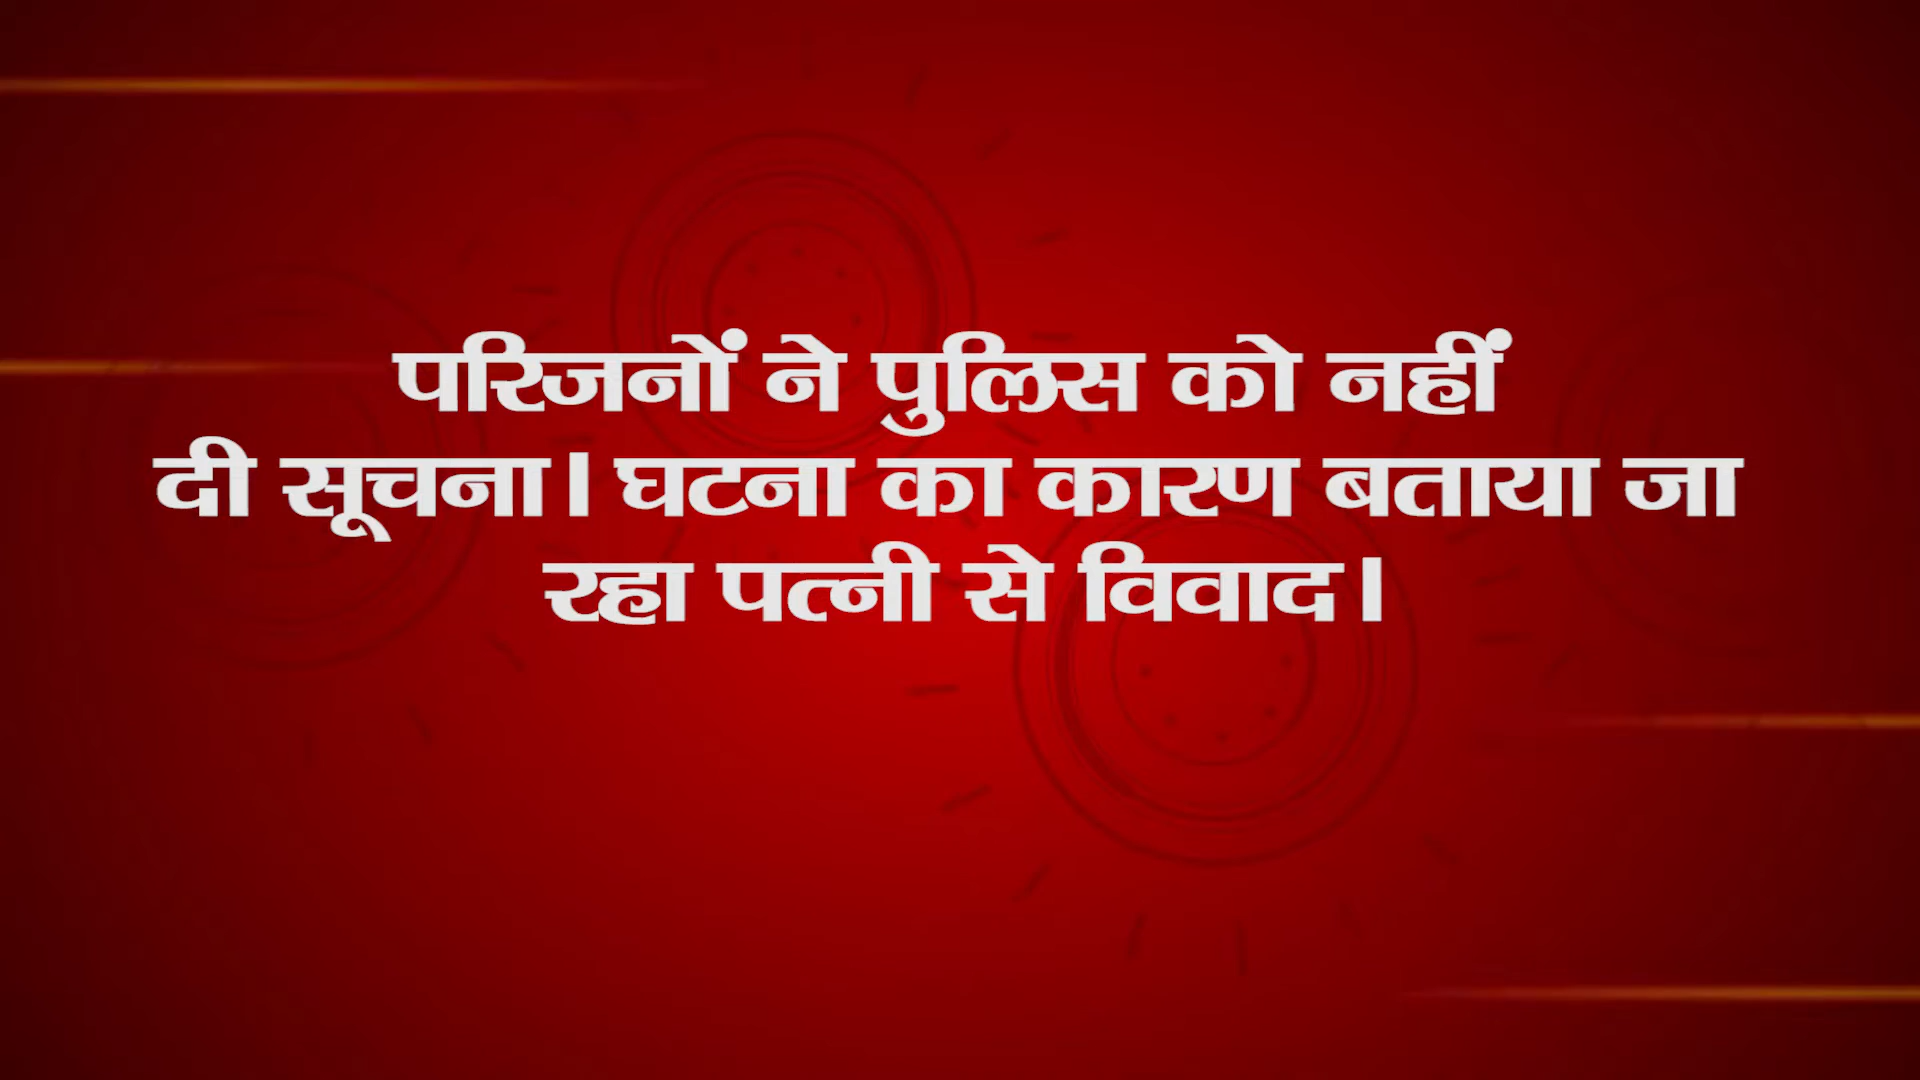 परिजनों ने पुलिस को नहीं
दी सूचना। घटना का कारण बताया जा
रहा पत्नी से विवाद।